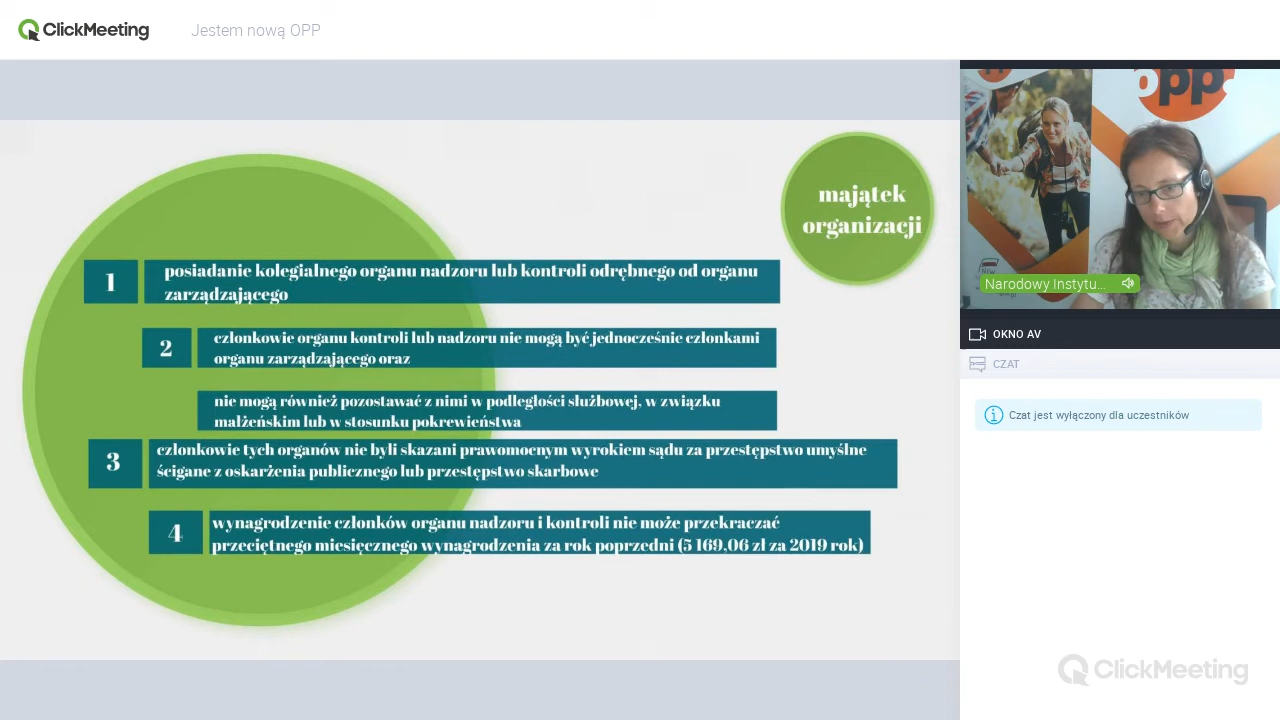 ClickMeeting
Jestem nową OPP
majątek
organizacji
1
posiadanie kolegialnego organu nadzoru lub kontroli odrębnego od organu
zarządzającego
2
członkowie organu kontroli lub nadzoru nie mogą być jednocześnie członkami
organu zarządzającego oraz
nie mogą również pozostawać z nimi w podległości służbowej, w związku
małżeńskim lub w stosunku pokrewieństwa
3
członkowie tych organów nie byli skazani prawomocnym wyrokiem sądu za przestępstwo umyślne
ścigane z oskarżenia publicznego lub przestępstwo skarbowe
4
wynagrodzenie członków organu nadzoru i kontroli nie może przekraczać
przeciętnego miesięcznego wynagrodzenia za rok poprzedni (5 169,06 zł za 2019 rok)
opp.
Narodowy Instytu...
OKNO AV
CZAT
Czat jest wyłączony dla uczestników
ClickMeeting